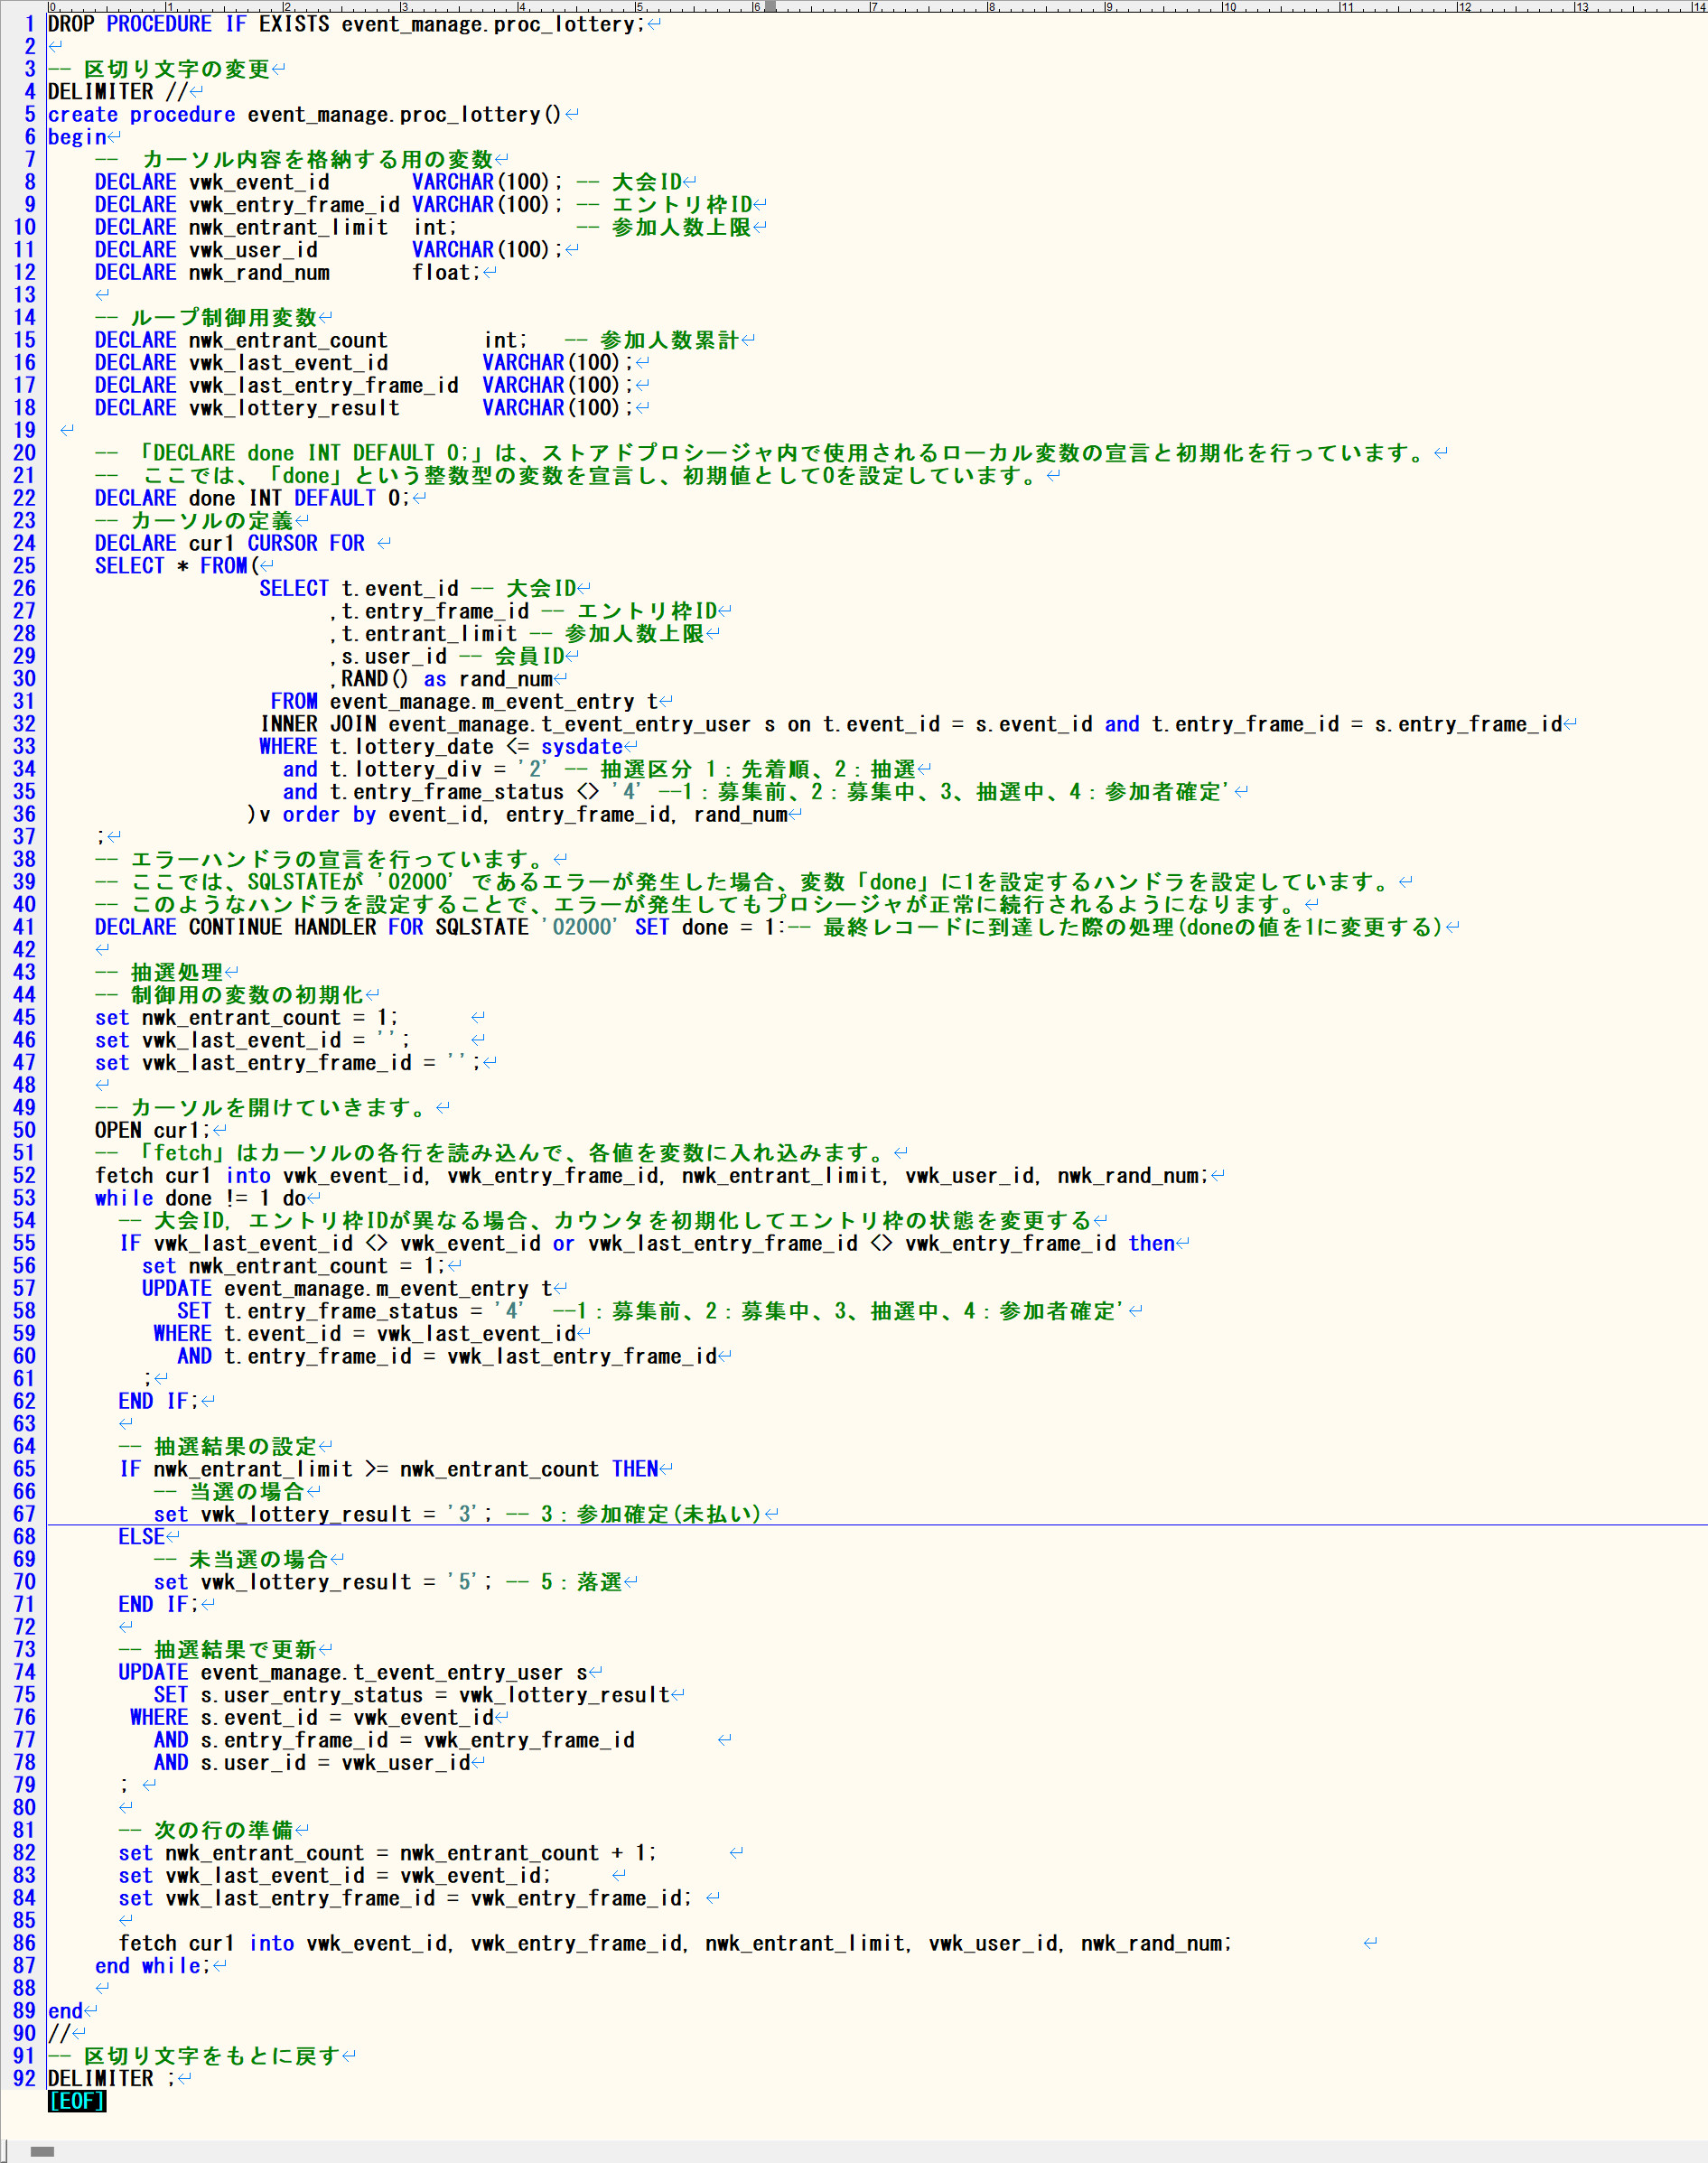 0 1 2 3 4 5 6 7 8 9 10 11 12 13 14
1 DROP PROCEDURE IF EXISTS event_manage.proc_lottery;↵
2 ↵
3 -- 区切り文字の変更↵
4 DELIMITER //↵
5 create procedure event_manage.proc_lottery()↵
6 begin↵
7     --  カーソル内容を格納する用の変数↵
8     DECLARE vwk_event_id       VARCHAR(100); -- 大会ID↵
9     DECLARE vwk_entry_frame_id VARCHAR(100); -- エントリ枠ID↵
10     DECLARE nwk_entrant_limit  int;          -- 参加人数上限↵
11     DECLARE vwk_user_id        VARCHAR(100);↵
12     DECLARE nwk_rand_num       float;↵
13     ↵
14     -- ループ制御用変数↵
15     DECLARE nwk_entrant_count        int;   -- 参加人数累計↵
16     DECLARE vwk_last_event_id        VARCHAR(100);↵
17     DECLARE vwk_last_entry_frame_id  VARCHAR(100);↵
18     DECLARE vwk_lottery_result       VARCHAR(100);↵
19  ↵
20     -- 「DECLARE done INT DEFAULT 0;」は、ストアドプロシージャ内で使用されるローカル変数の宣言と初期化を行っています。↵
21     --  ここでは、「done」という整数型の変数を宣言し、初期値として0を設定しています。↵
22     DECLARE done INT DEFAULT 0;↵
23     -- カーソルの定義↵
24     DECLARE cur1 CURSOR FOR ↵
25     SELECT * FROM(↵
26                   SELECT t.event_id -- 大会ID↵
27                         ,t.entry_frame_id -- エントリ枠ID↵
28                         ,t.entrant_limit -- 参加人数上限↵
29                         ,s.user_id -- 会員ID↵
30                         ,RAND() as rand_num↵
31                    FROM event_manage.m_event_entry t↵
32                   INNER JOIN event_manage.t_event_entry_user s on t.event_id = s.event_id and t.entry_frame_id = s.entry_frame_id↵
33                   WHERE t.lottery_date <= sysdate↵
34                     and t.lottery_div = '2' -- 抽選区分 1：先着順、2：抽選↵
35                     and t.entry_frame_status <> '4' --1：募集前、2：募集中、3、抽選中、4：参加者確定'↵
36                  )v order by event_id, entry_frame_id, rand_num↵
37     ;↵
38     -- エラーハンドラの宣言を行っています。↵
39     -- ここでは、SQLSTATEが '02000' であるエラーが発生した場合、変数「done」に1を設定するハンドラを設定しています。↵
40     -- このようなハンドラを設定することで、エラーが発生してもプロシージャが正常に続行されるようになります。↵
41     DECLARE CONTINUE HANDLER FOR SQLSTATE '02000' SET done = 1;-- 最終レコードに到達した際の処理(doneの値を1に変更する)↵
42     ↵
43     -- 抽選処理↵
44     -- 制御用の変数の初期化↵
45     set nwk_entrant_count = 1;      ↵
46     set vwk_last_event_id = '';     ↵
47     set vwk_last_entry_frame_id = '';↵
48     ↵
49     -- カーソルを開けていきます。↵
50     OPEN cur1;↵
51     -- 「fetch」はカーソルの各行を読み込んで、各値を変数に入れ込みます。↵
52     fetch cur1 into vwk_event_id, vwk_entry_frame_id, nwk_entrant_limit, vwk_user_id, nwk_rand_num;↵
53     while done != 1 do↵
54       -- 大会ID, エントリ枠IDが異なる場合、カウンタを初期化してエントリ枠の状態を変更する↵
55       IF vwk_last_event_id <> vwk_event_id or vwk_last_entry_frame_id <> vwk_entry_frame_id then↵
56         set nwk_entrant_count = 1;↵
57         UPDATE event_manage.m_event_entry t↵
58            SET t.entry_frame_status = '4'  --1：募集前、2：募集中、3、抽選中、4：参加者確定'↵
59          WHERE t.event_id = vwk_last_event_id↵
60            AND t.entry_frame_id = vwk_last_entry_frame_id↵
61         ;↵
62       END IF;↵
63       ↵
64       -- 抽選結果の設定↵
65       IF nwk_entrant_limit >= nwk_entrant_count THEN↵
66          -- 当選の場合↵
67          set vwk_lottery_result = '3'; -- 3：参加確定(未払い)↵
68       ELSE↵
69          -- 未当選の場合↵
70          set vwk_lottery_result = '5'; -- 5：落選↵
71       END IF;↵
72       ↵
73       -- 抽選結果で更新↵
74       UPDATE event_manage.t_event_entry_user s↵
75          SET s.user_entry_status = vwk_lottery_result↵
76        WHERE s.event_id = vwk_event_id↵
77          AND s.entry_frame_id = vwk_entry_frame_id       ↵
78          AND s.user_id = vwk_user_id↵
79       ; ↵
80       ↵
81       -- 次の行の準備↵
82       set nwk_entrant_count = nwk_entrant_count + 1;      ↵
83       set vwk_last_event_id = vwk_event_id;     ↵
84       set vwk_last_entry_frame_id = vwk_entry_frame_id; ↵
85       ↵
86       fetch cur1 into vwk_event_id, vwk_entry_frame_id, nwk_entrant_limit, vwk_user_id, nwk_rand_num;           ↵
87     end while;↵
88     ↵
89 end↵
90 //↵
91 -- 区切り文字をもとに戻す↵
92 DELIMITER ;↵
[EOF]